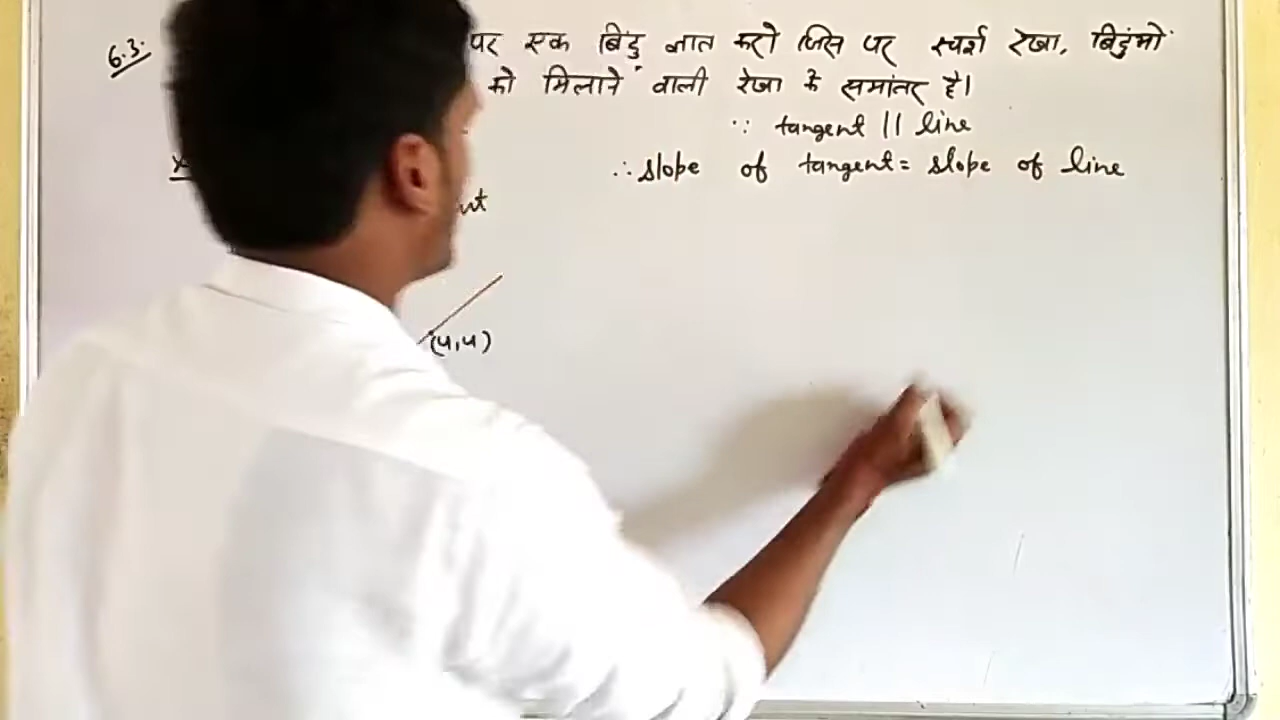 6.3.
पर एक बिंदु ज्ञात करो जिस पर स्पर्श रेखा, बिंदुओं
को मिलाने वाली रेखा के समांतर है।
∵ tangent || line
∴ slope of tangent = slope of line
(4,4)